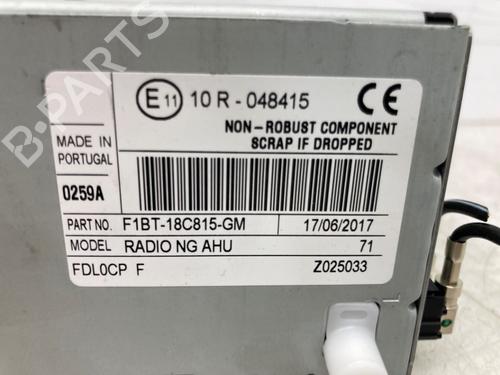 B-PARTS
E11 10 R - 048415 CE
MADE IN
PORTUGAL
NON-ROBUST COMPONENT
SCRAP IF DROPPED
0259A
PART NO. F1BT-18C815-GM 17/06/2017
MODEL RADIO NG AHU 71
FDL0CP F Z025033